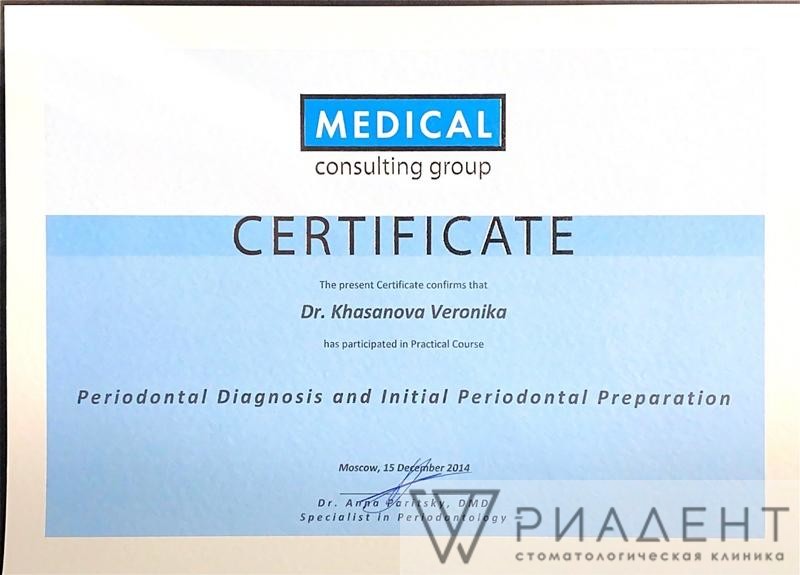 MEDICAL
consulting group
CERTIFICATE
The present Certificate confirms that
Dr. Khasanova Veronika
has participated in Practical Course
Periodontal Diagnosis and Initial Periodontal Preparation
Moscow, 15 December 2014
Dr. Anna Paritsky, DMD
Specialist in Periodontology
РИАДЕНТ
стоматологическая клиника